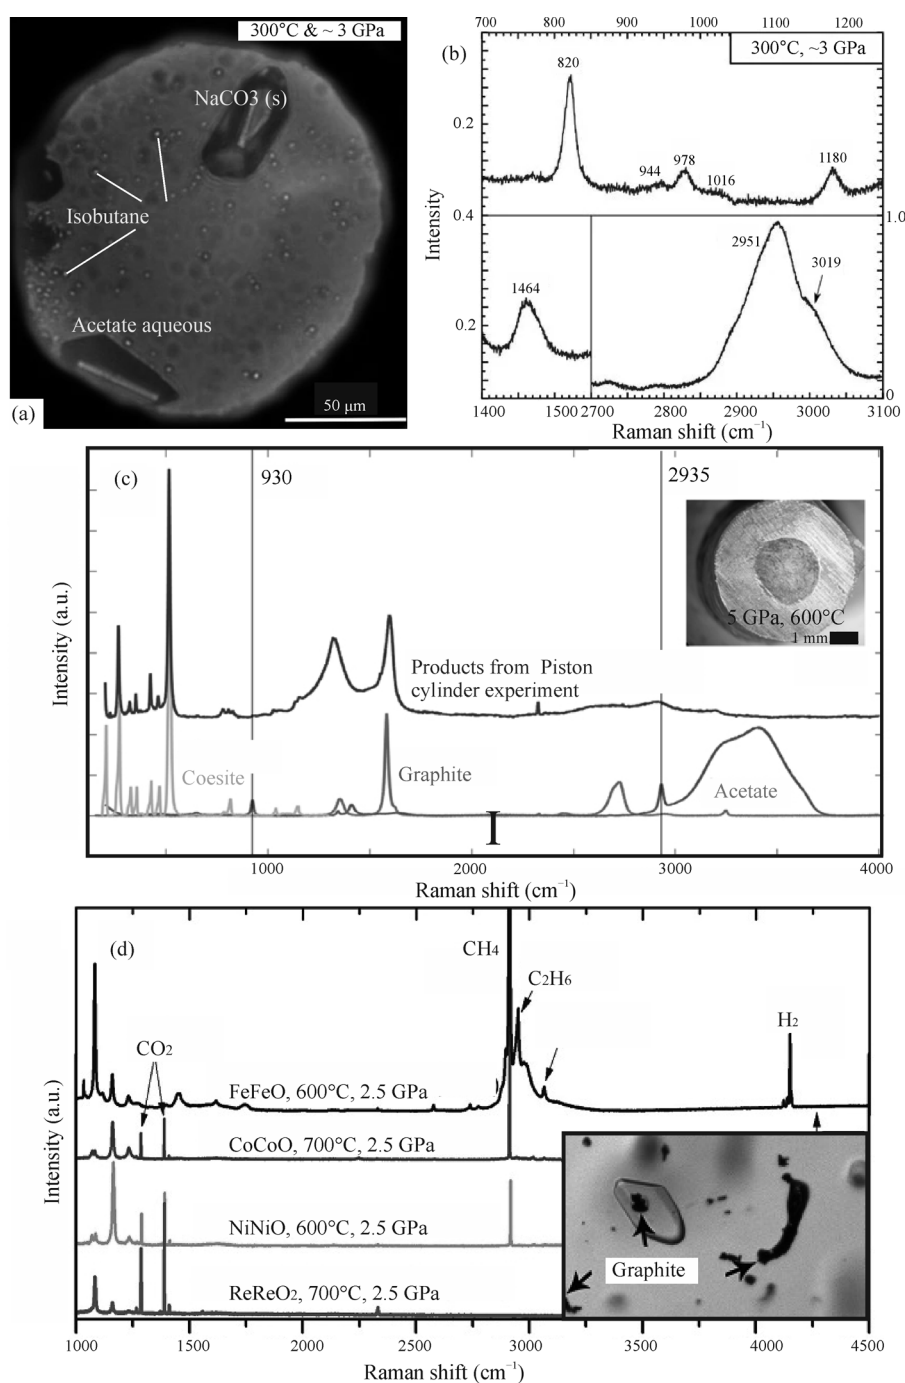 300°C & ~ 3 GPa
NaCO3 (s)
Isobutane
Acetate aqueous
50 μm
(a)
700 800 900 1000 1100 1200
(b)
300°C, ~3 GPa
820
0.2
944
978
1016
1180
0.4
1.0
Intensity
2951
3019
1464
0.2
0
1400 1500 2700 2800 2900 3000 3100
Raman shift (cm⁻¹)
(c)
930
2935
5 GPa, 600°C
1 mm
Intensity (a.u.)
Products from Piston
cylinder experiment
Coesite
Graphite
Acetate
I
1000 2000 3000 4000
Raman shift (cm⁻¹)
(d)
CH4
C2H6
H2
CO2
FeFeO, 600°C, 2.5 GPa
Intensity (a.u.)
CoCoO, 700°C, 2.5 GPa
NiNiO, 600°C, 2.5 GPa
Graphite
ReReO2, 700°C, 2.5 GPa
1000 1500 2000 2500 3000 3500 4000 4500
Raman shift (cm⁻¹)